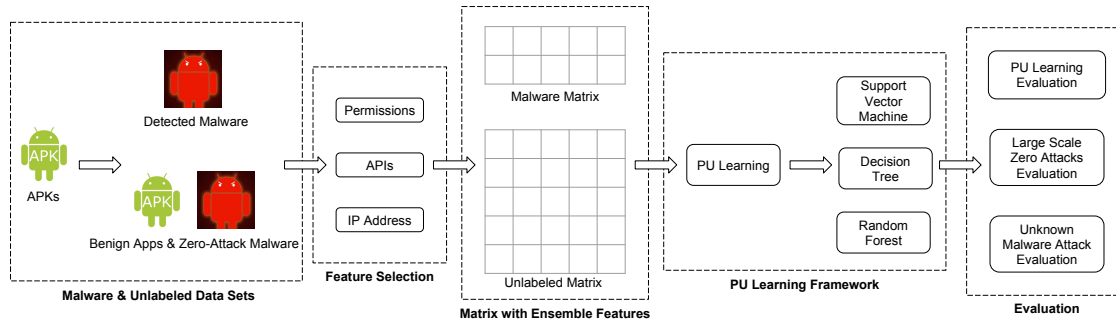 APK
APKs
Detected Malware
APK
Benign Apps & Zero-Attack Malware
Malware & Unlabeled Data Sets
Permissions
APIs
IP Address
Feature Selection
Malware Matrix
Unlabeled Matrix
Matrix with Ensemble Features
PU Learning
Support
Vector
Machine
Decision
Tree
Random
Forest
PU Learning Framework
PU Learning
Evaluation
Large Scale
Zero Attacks
Evaluation
Unknown
Malware Attack
Evaluation
Evaluation